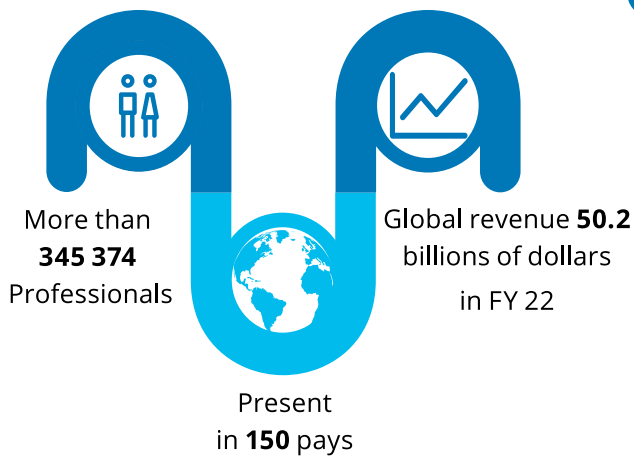 More than
345 374
Professionals
Global revenue 50.2
billions of dollars
in FY 22
Present
in 150 pays